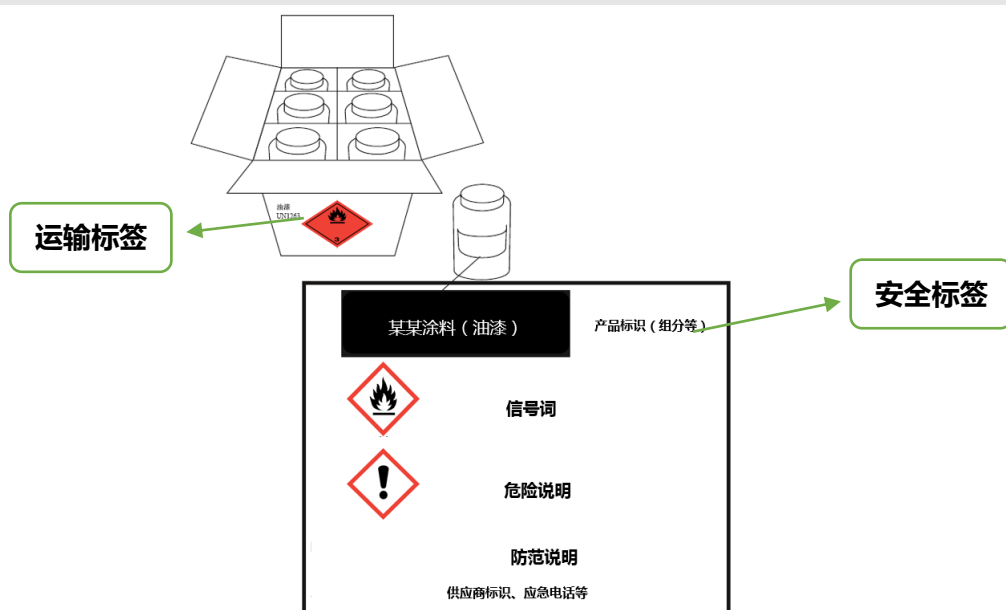 油漆
UN1263
3
运输标签
安全标签
某某涂料（油漆）
产品标识（组分等）
信号词
危险说明
防范说明
供应商标识、应急电话等